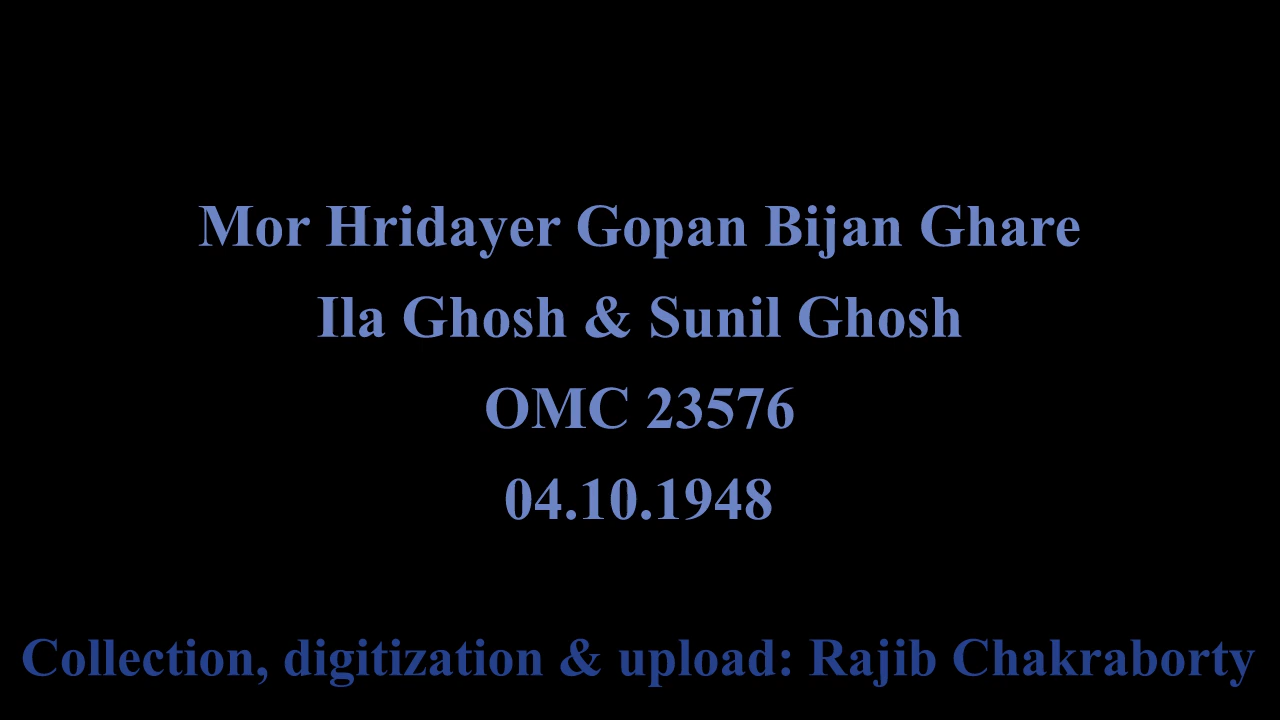 Mor Hridayer Gopan Bijan Ghare
Ila Ghosh & Sunil Ghosh
OMC 23576
04.10.1948
Collection, digitization & upload: Rajib Chakraborty